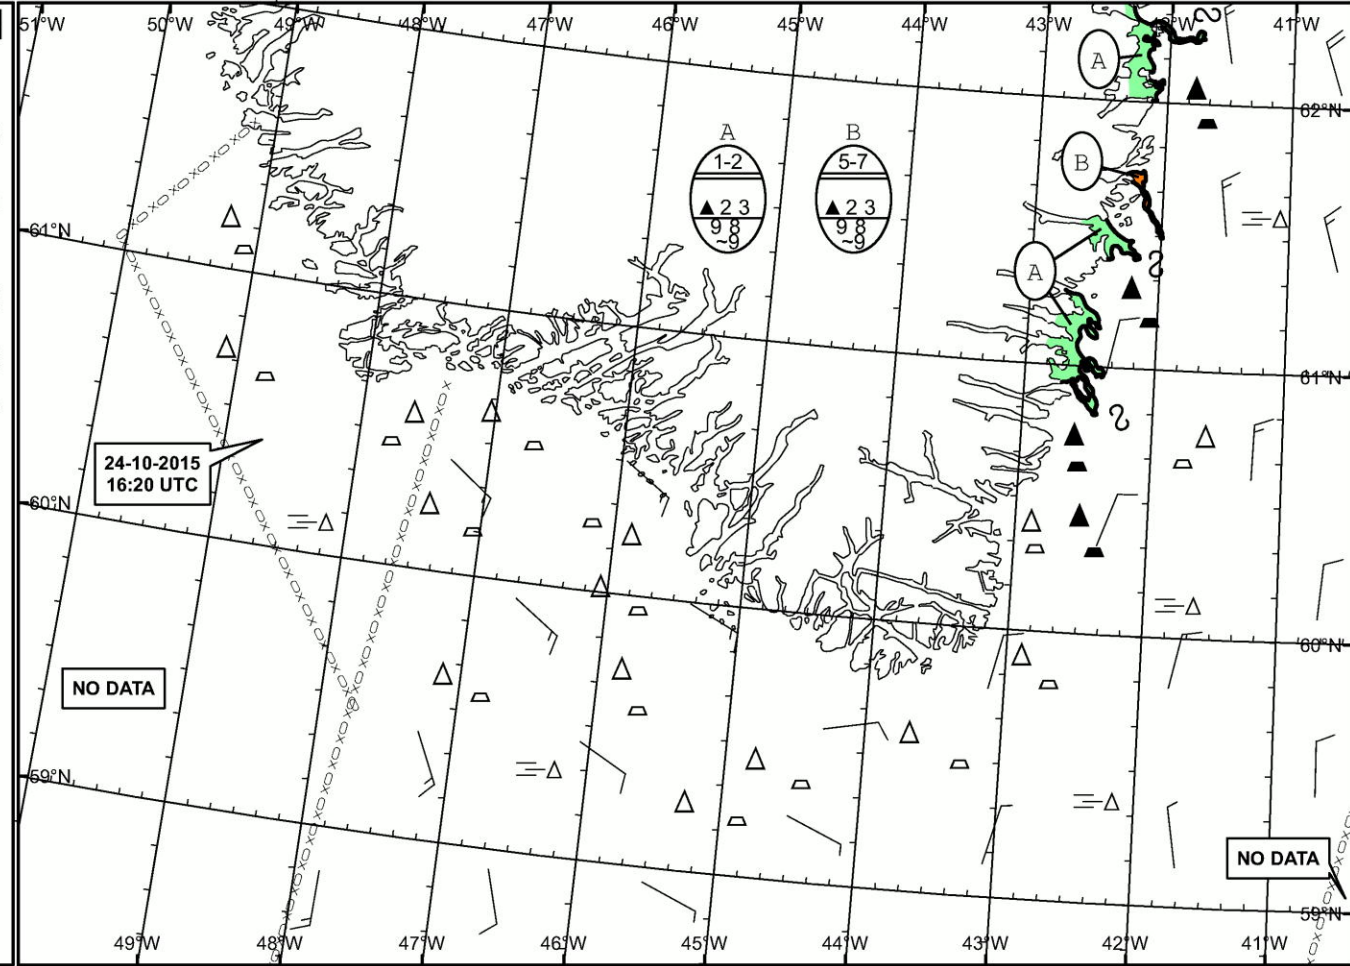 51°W 50°W 49°W 48°W 47°W 46°W 45°W 44°W 43°W 42°W 41°W
A
62°N
A B
1-2 5-7
▲ 2 3 ▲ 2 3
9 8 9 8
~9 ~9
B
61°N
A
61°N
24-10-2015
16:20 UTC
60°N
60°N
NO DATA
59°N
NO DATA
59°N
49°W 48°W 47°W 46°W 45°W 44°W 43°W 42°W 41°W